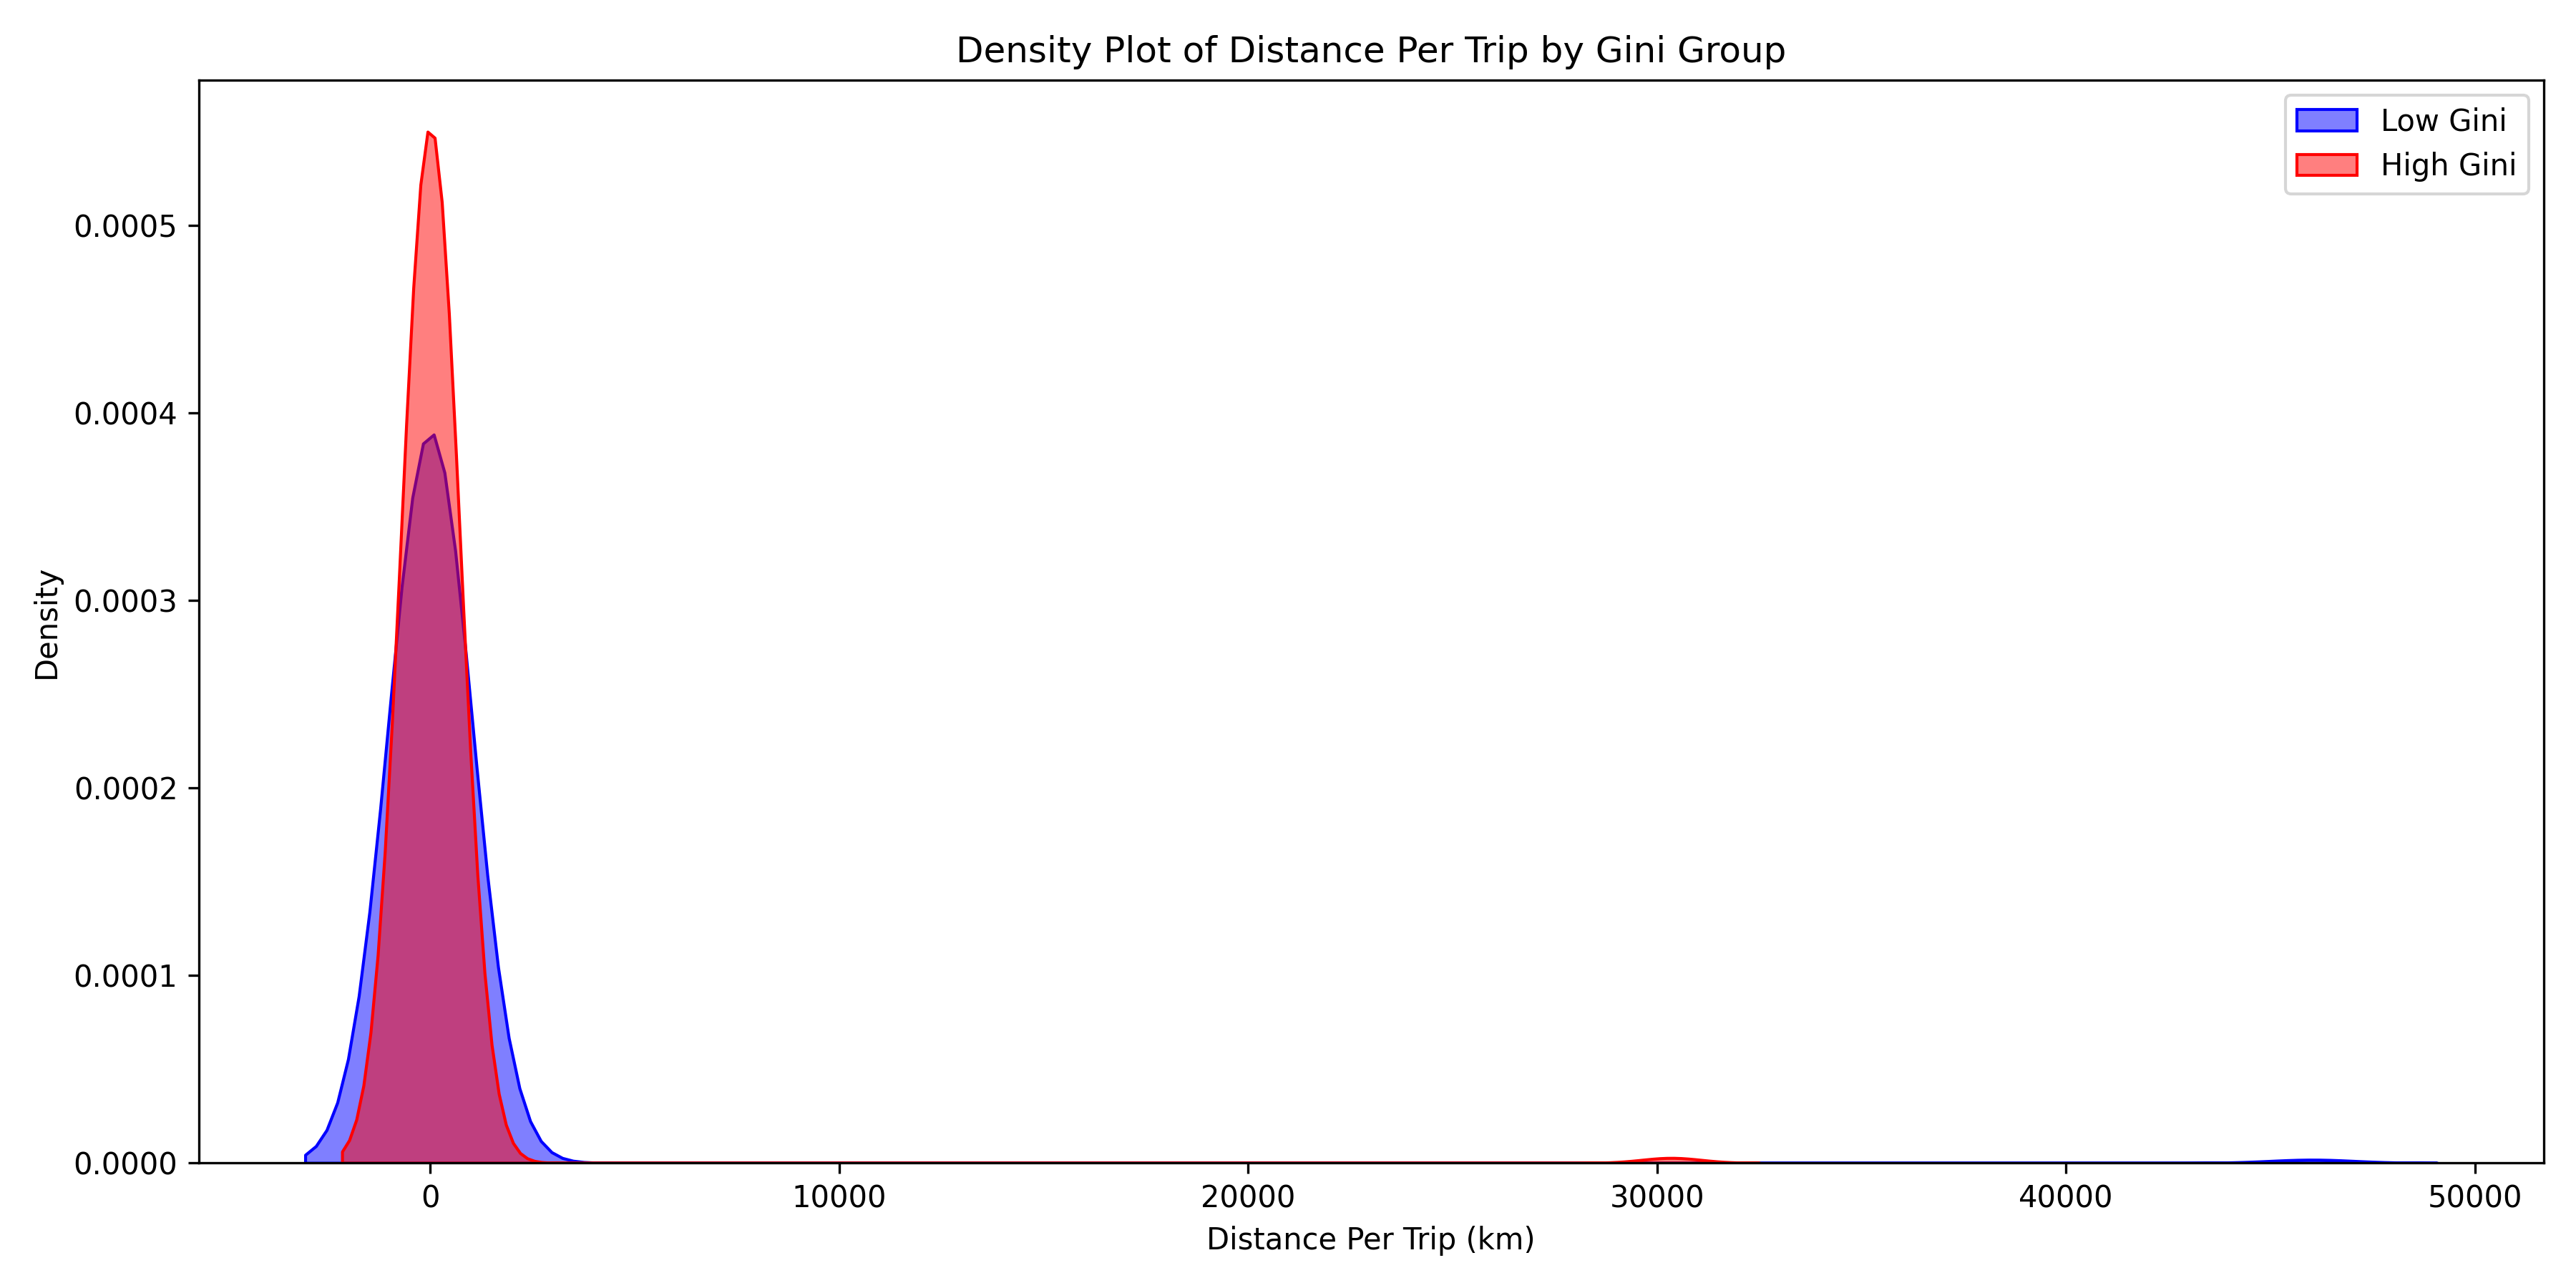 Density Plot of Distance Per Trip by Gini Group
Low Gini
High Gini
0.0005
0.0004
0.0003
0.0002
0.0001
0.0000
Density
0 10000 20000 30000 40000 50000
Distance Per Trip (km)